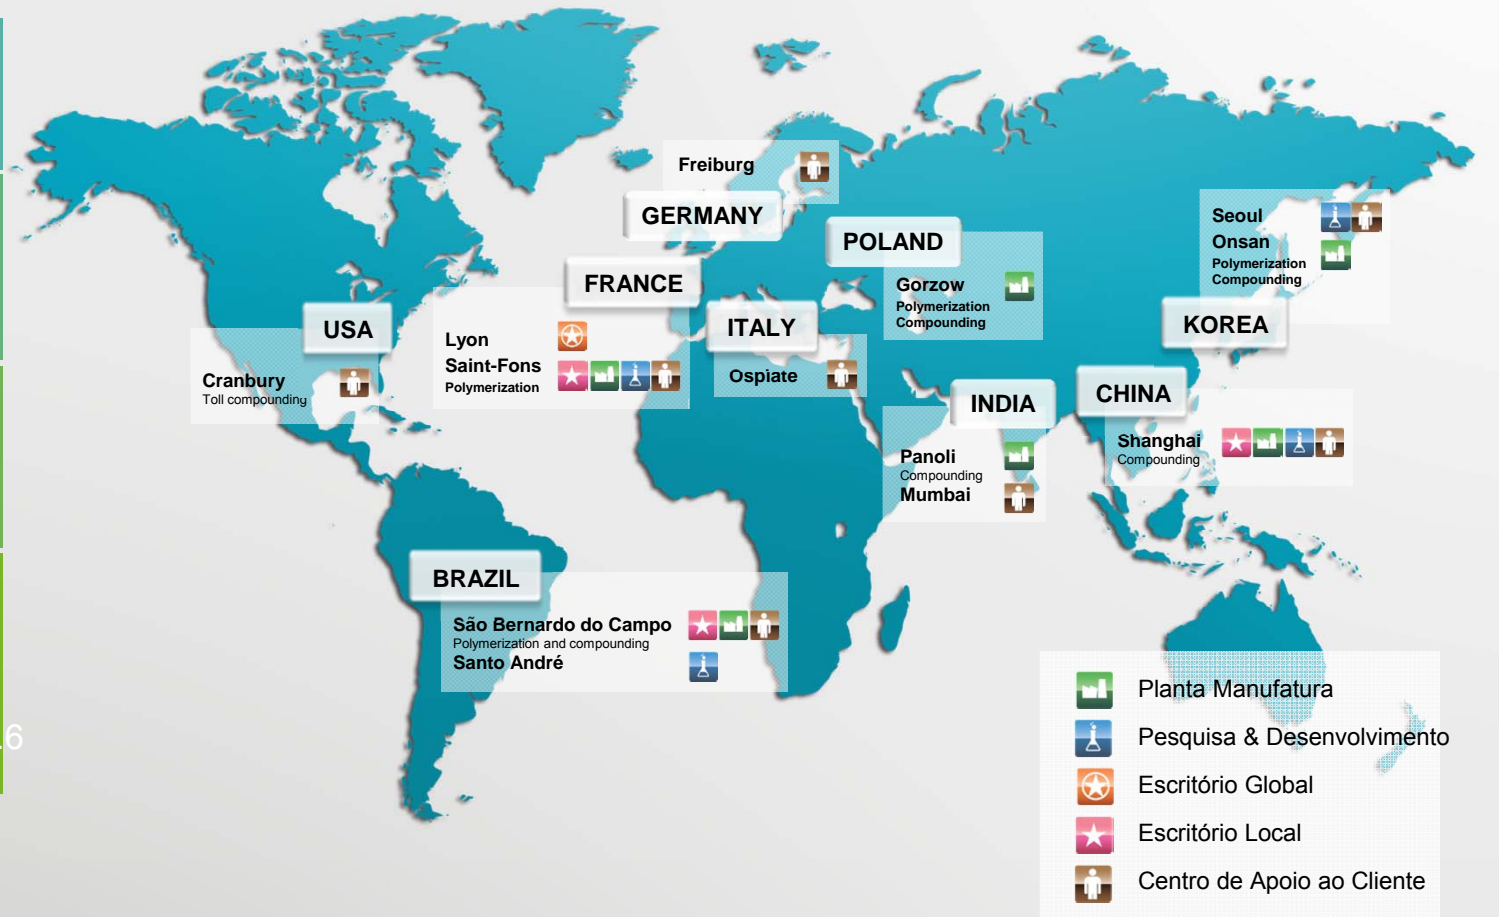 Freiburg
GERMANY
POLAND
Gorzow
Polymerization
Compounding
Seoul
Onsan
Polymerization
Compounding
KOREA
FRANCE
Lyon
Saint-Fons
Polymerization
ITALY
Ospiate
USA
Cranbury
Toll compounding
INDIA
Panoli
Compounding
Mumbai
CHINA
Shanghai
Compounding
BRAZIL
São Bernardo do Campo
Polymerization and compounding
Santo André
Planta Manufatura
Pesquisa & Desenvolvimento
Escritório Global
Escritório Local
Centro de Apoio ao Cliente